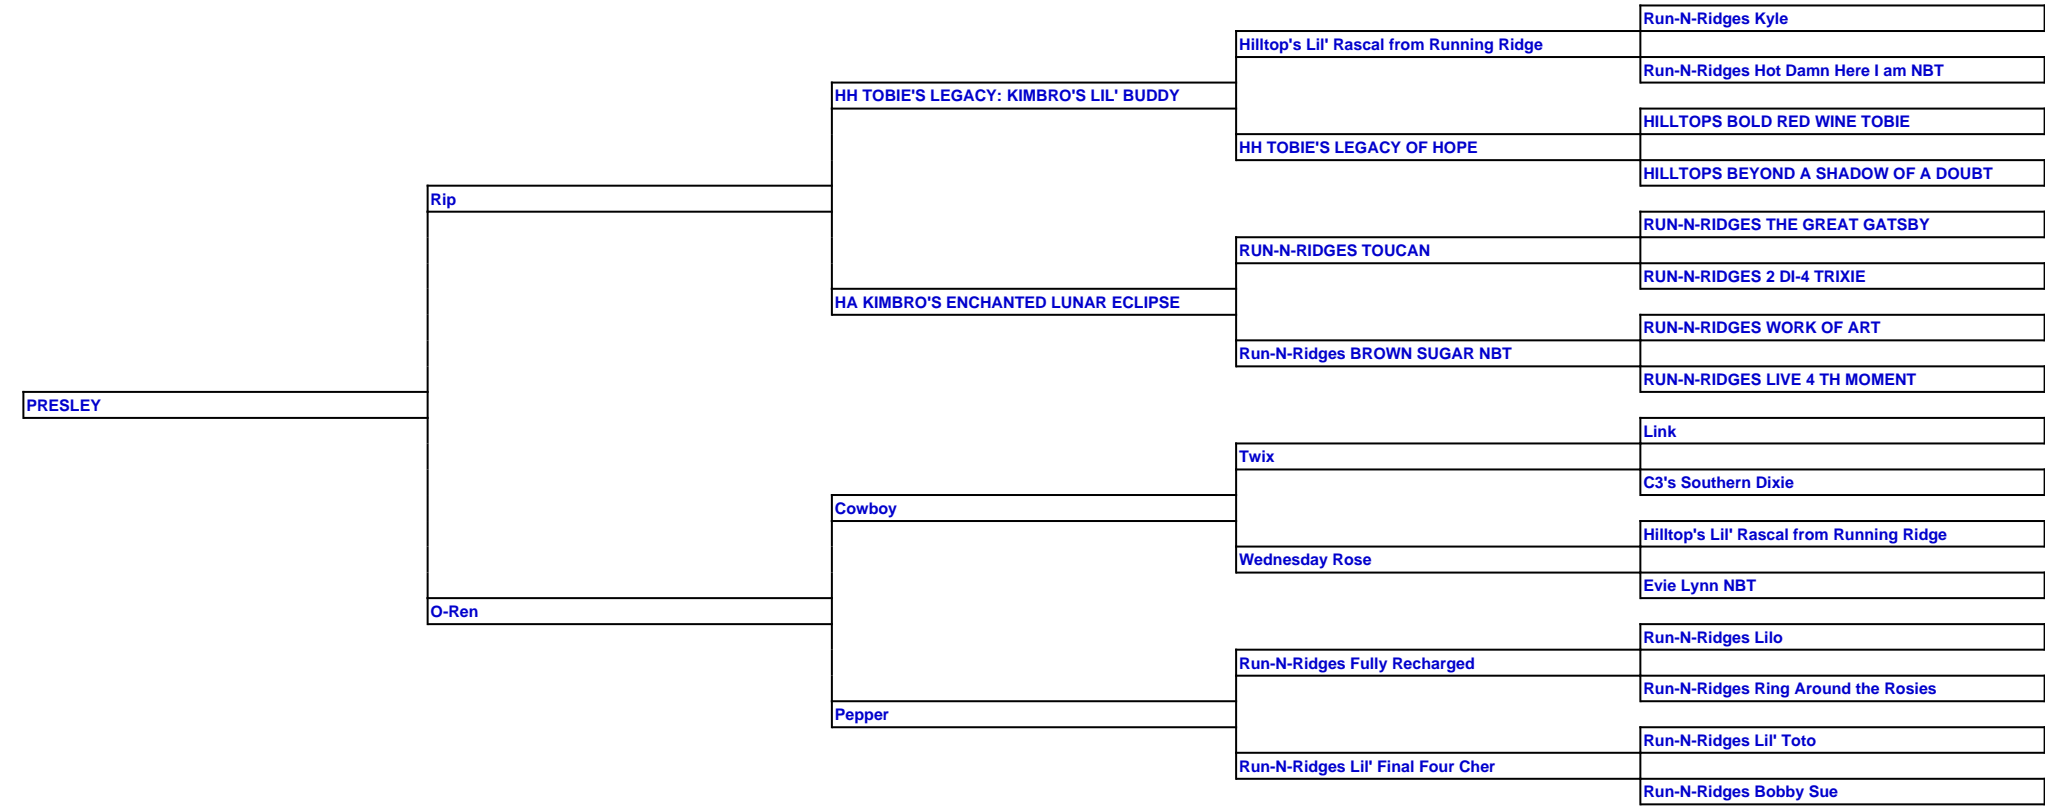 Run-N-Ridges Kyle
Hilltop's Lil' Rascal from Running Ridge
Run-N-Ridges Hot Damn Here I am NBT
HH TOBIE'S LEGACY: KIMBRO'S LIL' BUDDY
HILLTOPS BOLD RED WINE TOBIE
HH TOBIE'S LEGACY OF HOPE
HILLTOPS BEYOND A SHADOW OF A DOUBT
Rip
RUN-N-RIDGES THE GREAT GATSBY
RUN-N-RIDGES TOUCAN
RUN-N-RIDGES 2 DI-4 TRIXIE
HA KIMBRO'S ENCHANTED LUNAR ECLIPSE
RUN-N-RIDGES WORK OF ART
Run-N-Ridges BROWN SUGAR NBT
RUN-N-RIDGES LIVE 4 TH MOMENT
PRESLEY
Link
Twix
C3's Southern Dixie
Cowboy
Hilltop's Lil' Rascal from Running Ridge
Wednesday Rose
Evie Lynn NBT
O-Ren
Run-N-Ridges Lilo
Run-N-Ridges Fully Recharged
Run-N-Ridges Ring Around the Rosies
Pepper
Run-N-Ridges Lil' Toto
Run-N-Ridges Lil' Final Four Cher
Run-N-Ridges Bobby Sue